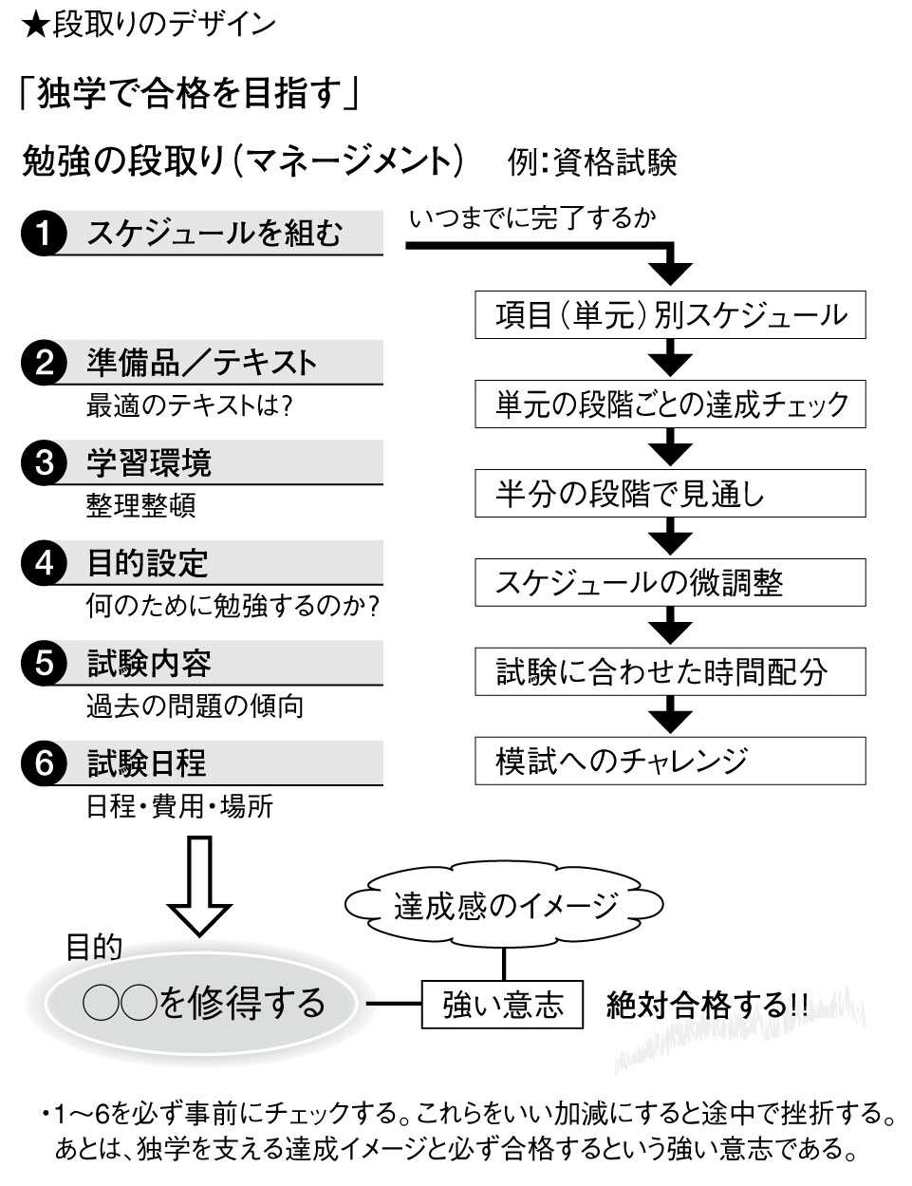 ★段取りのデザイン
「独学で合格を目指す」
勉強の段取り（マネージメント）　例：資格試験
❶ スケジュールを組む
いつまでに完了するか
項目（単元）別スケジュール
単元の段階ごとの達成チェック
半分の段階で見通し
スケジュールの微調整
試験に合わせた時間配分
模試へのチャレンジ
❷ 準備品／テキスト
最適のテキストは？
❸ 学習環境
整理整頓
❹ 目的設定
何のために勉強するのか？
❺ 試験内容
過去の問題の傾向
❻ 試験日程
日程・費用・場所
目的
○○を修得する
達成感のイメージ
強い意志
絶対合格する!!
・1〜6を必ず事前にチェックする。これらをいい加減にすると途中で挫折する。
あとは、独学を支える達成イメージと必ず合格するという強い意志である。